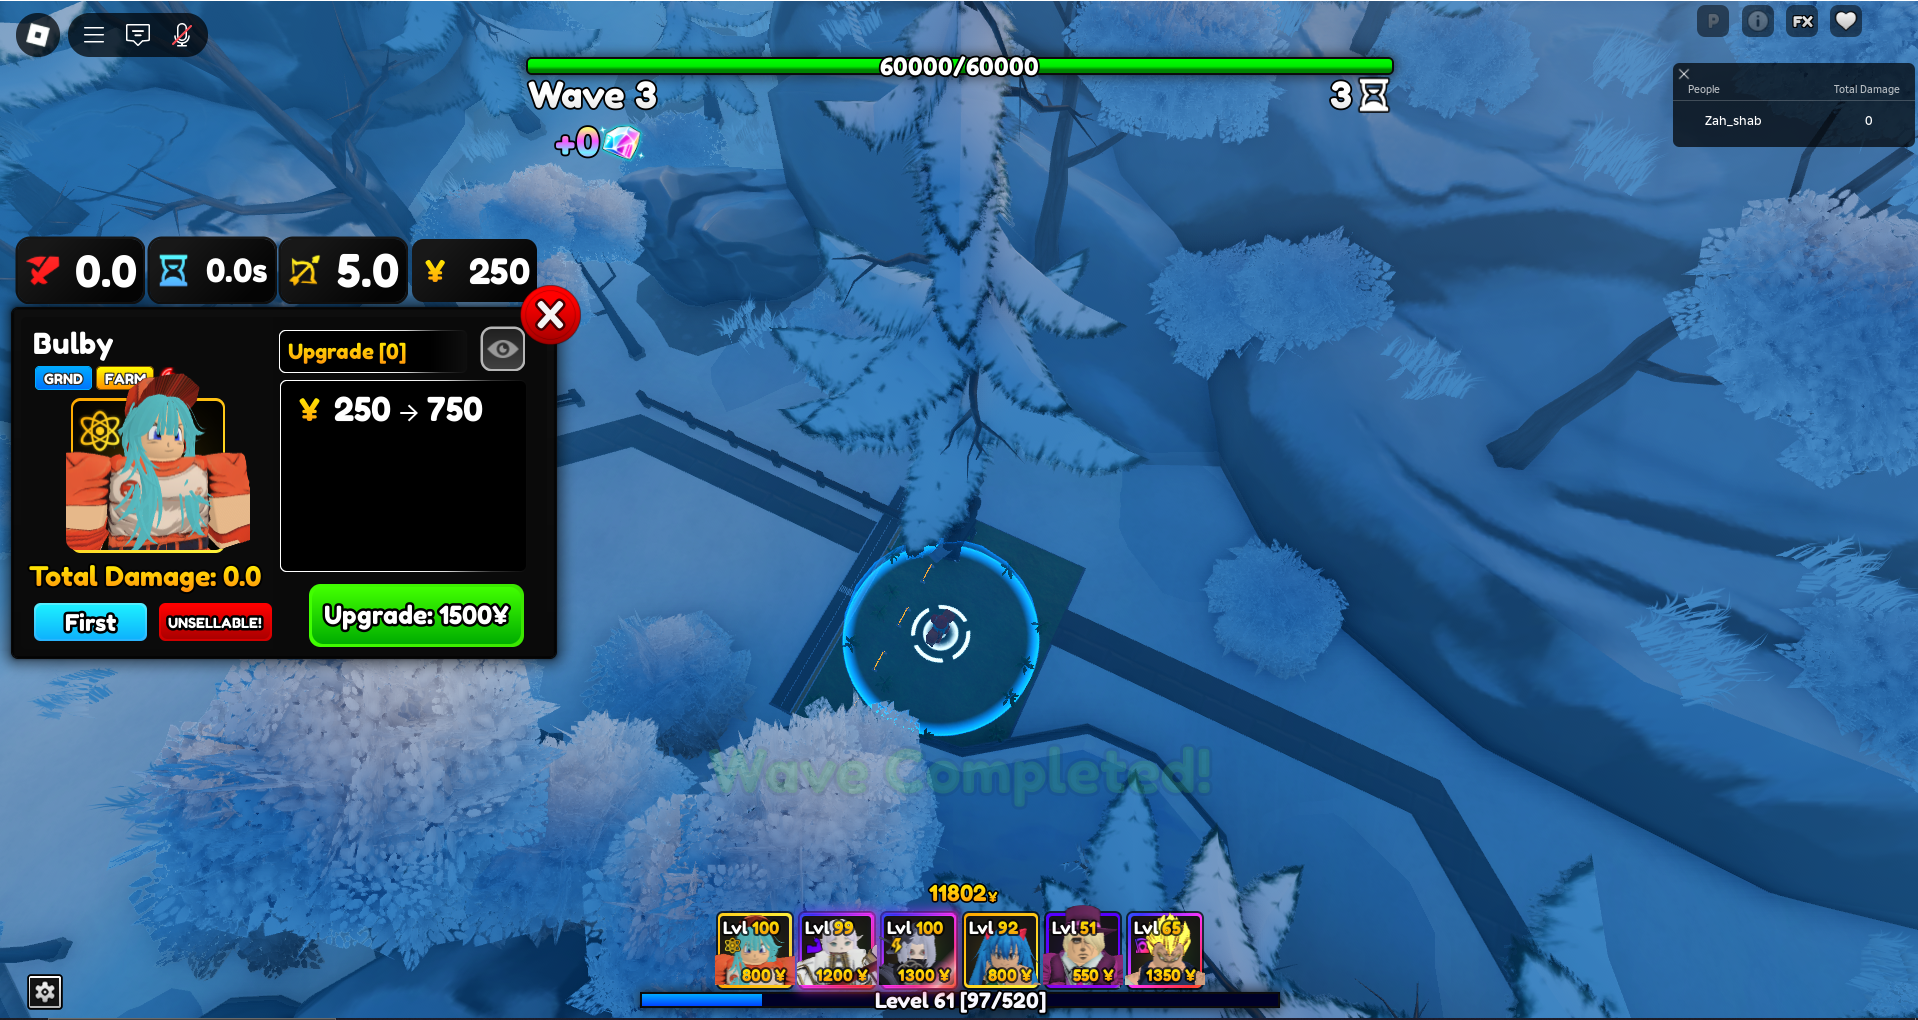 P
FX
60000/60000
Wave 3
3
+0
People Total Damage
Zah_shab 0
0.0
0.0s
5.0
¥ 250
Bulby
GRND
FARM
Upgrade [0]
¥ 250 → 750
Total Damage: 0.0
First
UNSELLABLE!
Upgrade: 1500¥
Wave Completed!
11802¥
Lvl 100
800 ¥
Lvl 99
1200 ¥
Lvl 100
1300 ¥
Lvl 92
800 ¥
Lvl 51
550 ¥
Lvl 65
1350 ¥
Level 61 [97/520]